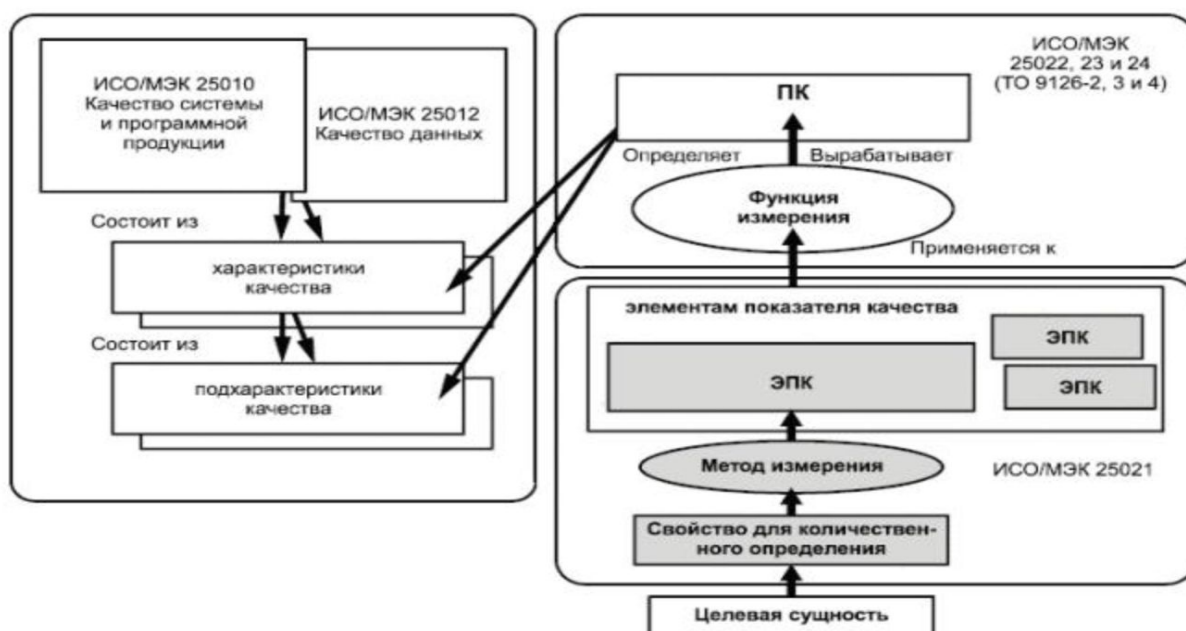 ИСО/МЭК 25010
Качество системы
и программной
продукции
ИСО/МЭК 25012
Качество данных
Состоит из
характеристики
качества
Состоит из
подхарактеристики
качества
ИСО/МЭК
25022, 23 и 24
(ТО 9126-2, 3 и 4)
ПК
Определяет
Вырабатывает
Функция
измерения
Применяется к
элементам показателя качества
ЭПК
ЭПК
ЭПК
Метод измерения
ИСО/МЭК 25021
Свойство для количествен-
ного определения
Целевая сущность